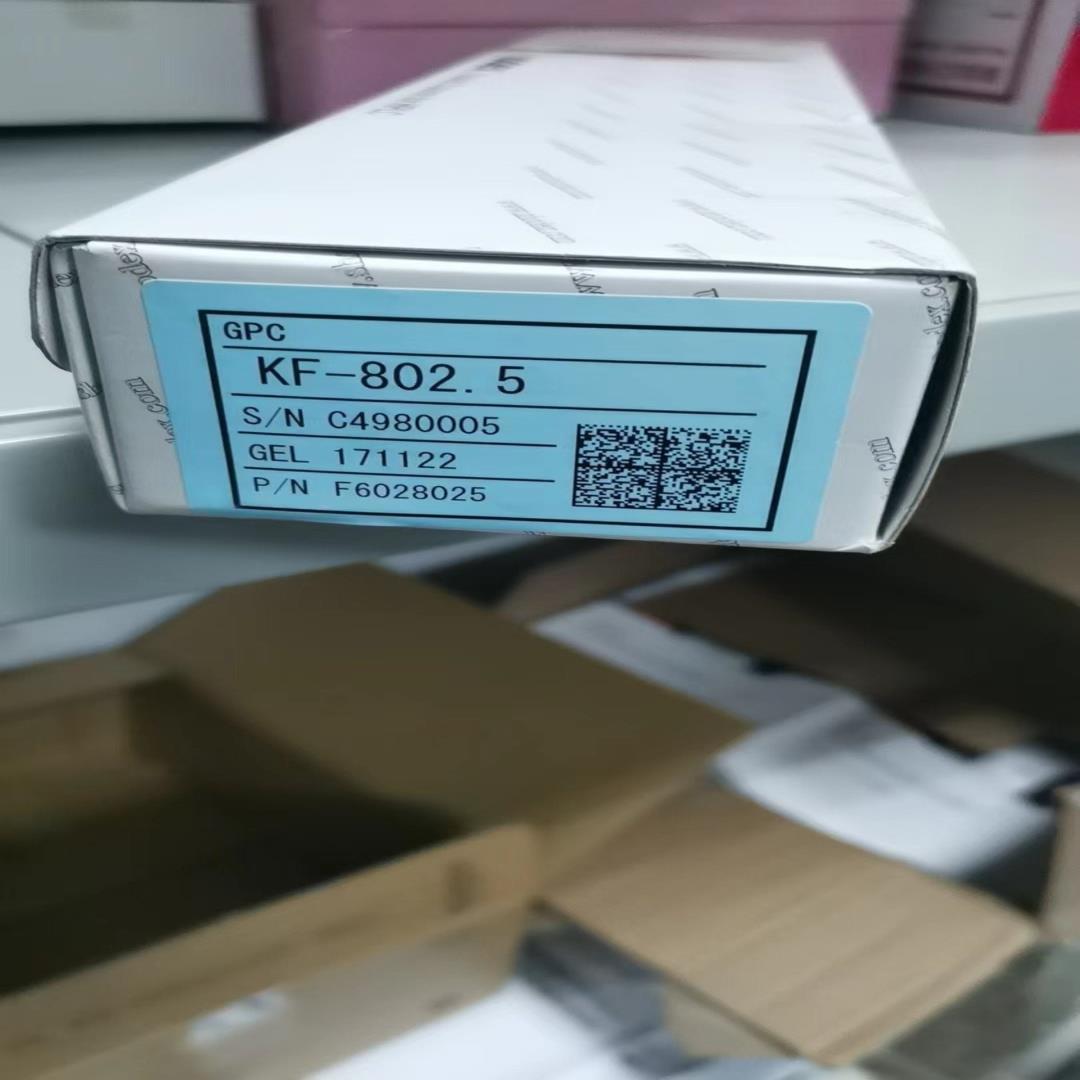 GPC
KF-802.5
S/N C4980005
GEL 171122
P/N F6028025